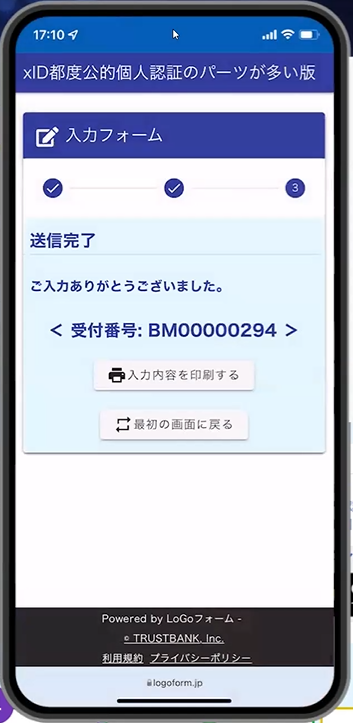 17:10
xID都度公的個人認証のパーツが多い版
入力フォーム
3
送信完了
ご入力ありがとうございました。
< 受付番号: BM00000294 >
入力内容を印刷する
最初の画面に戻る
Powered by LoGoフォーム -
© TRUSTBANK, Inc.
利用規約 プライバシーポリシー
logoform.jp